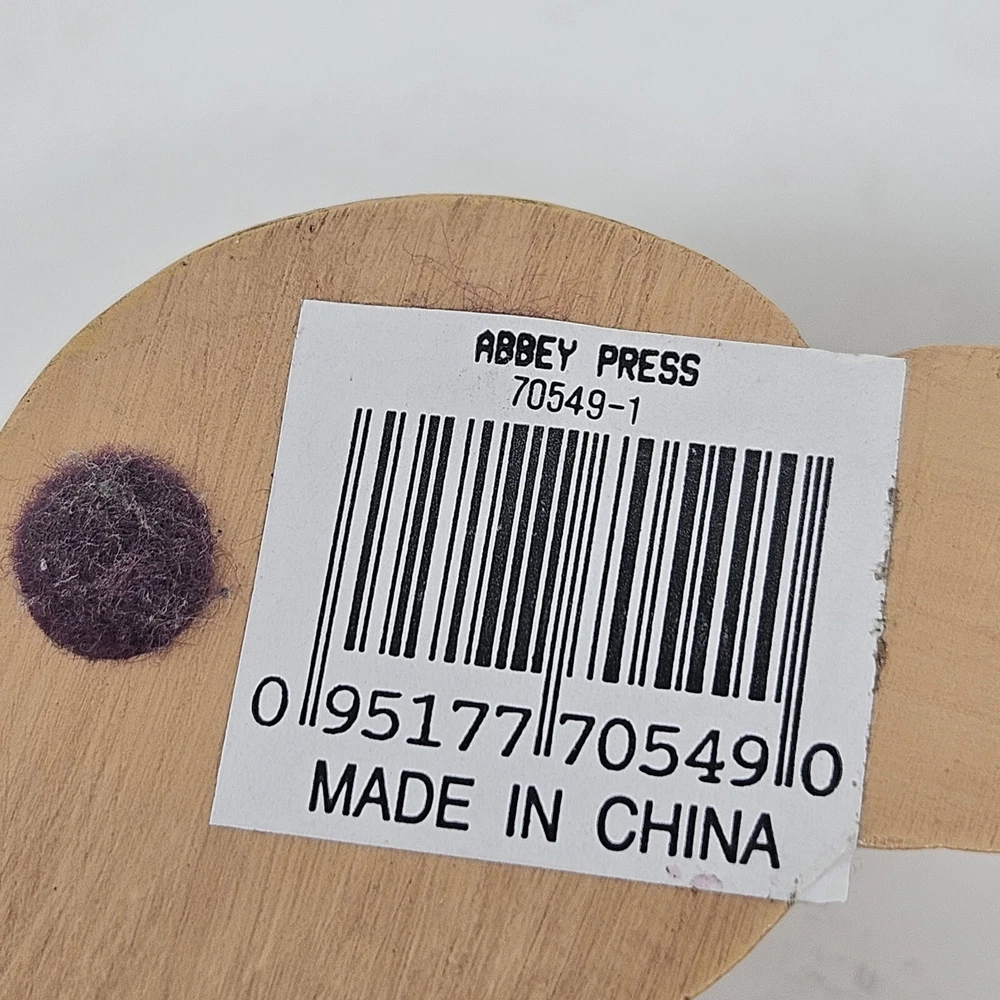 ABBEY PRESS
70549-1
0 95177 70549 0
MADE IN CHINA